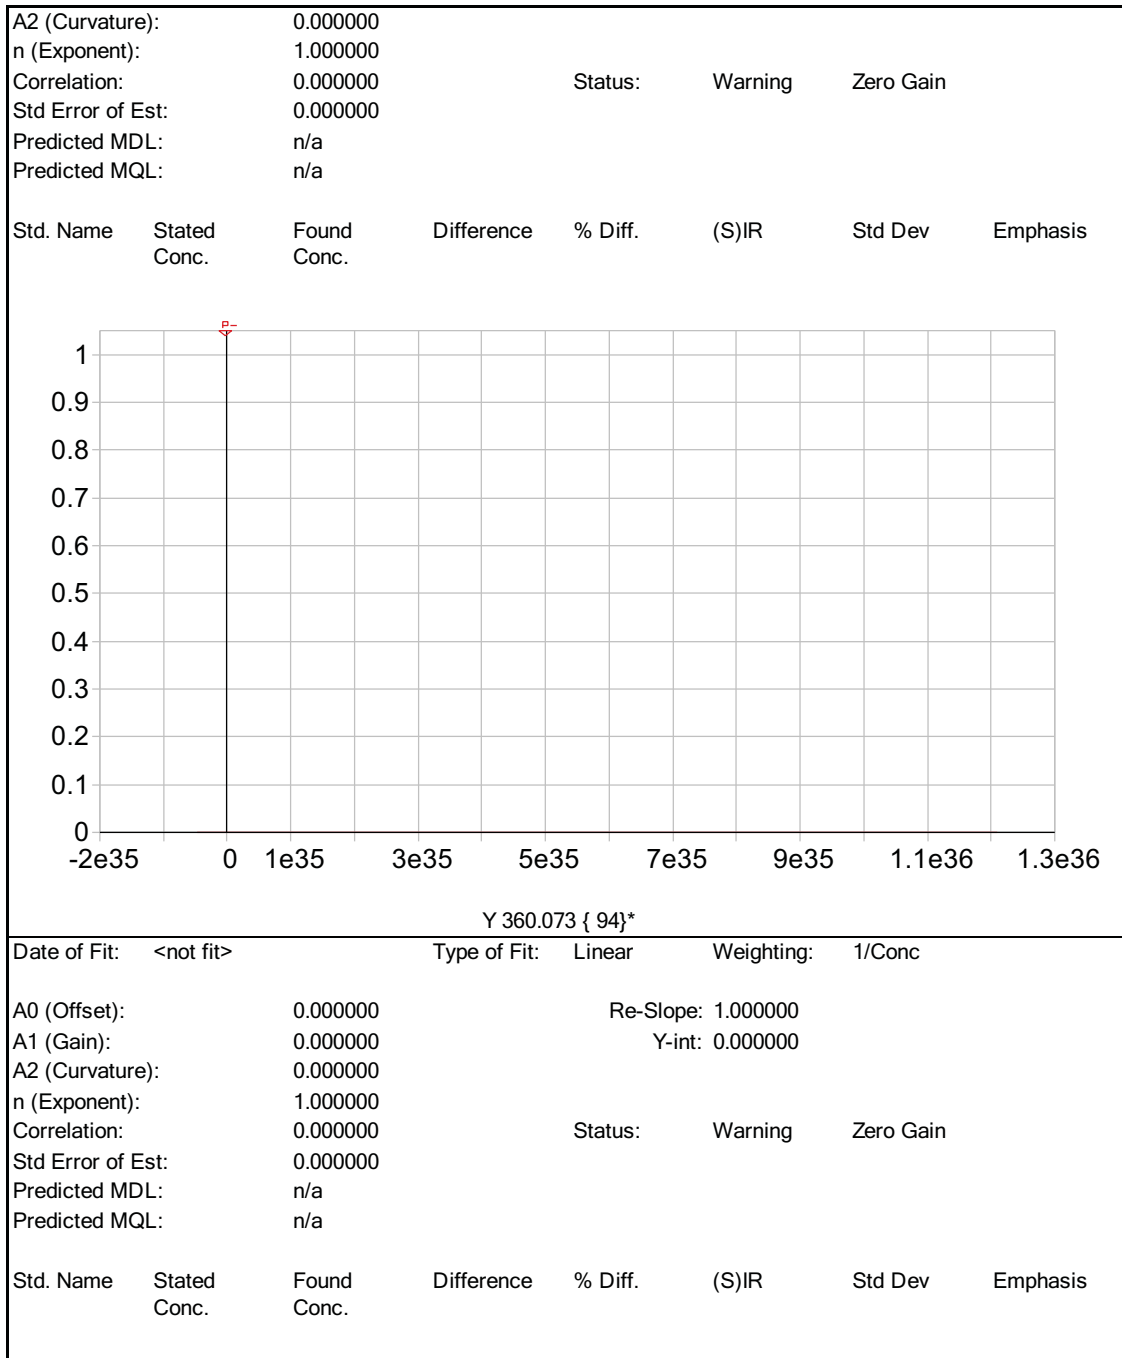 A2 (Curvature): 0.000000
n (Exponent): 1.000000
Correlation: 0.000000 Status: Warning Zero Gain
Std Error of Est: 0.000000
Predicted MDL: n/a
Predicted MQL: n/a
Std. Name Stated Found Difference % Diff. (S)IR Std Dev Emphasis
Conc. Conc.
P-
1
0.9
0.8
0.7
0.6
0.5
0.4
0.3
0.2
0.1
0
-2e35 0 1e35 3e35 5e35 7e35 9e35 1.1e36 1.3e36
Y 360.073 { 94}*
Date of Fit: <not fit> Type of Fit: Linear Weighting: 1/Conc
A0 (Offset): 0.000000 Re-Slope: 1.000000
A1 (Gain): 0.000000 Y-int: 0.000000
A2 (Curvature): 0.000000
n (Exponent): 1.000000
Correlation: 0.000000 Status: Warning Zero Gain
Std Error of Est: 0.000000
Predicted MDL: n/a
Predicted MQL: n/a
Std. Name Stated Found Difference % Diff. (S)IR Std Dev Emphasis
Conc. Conc.